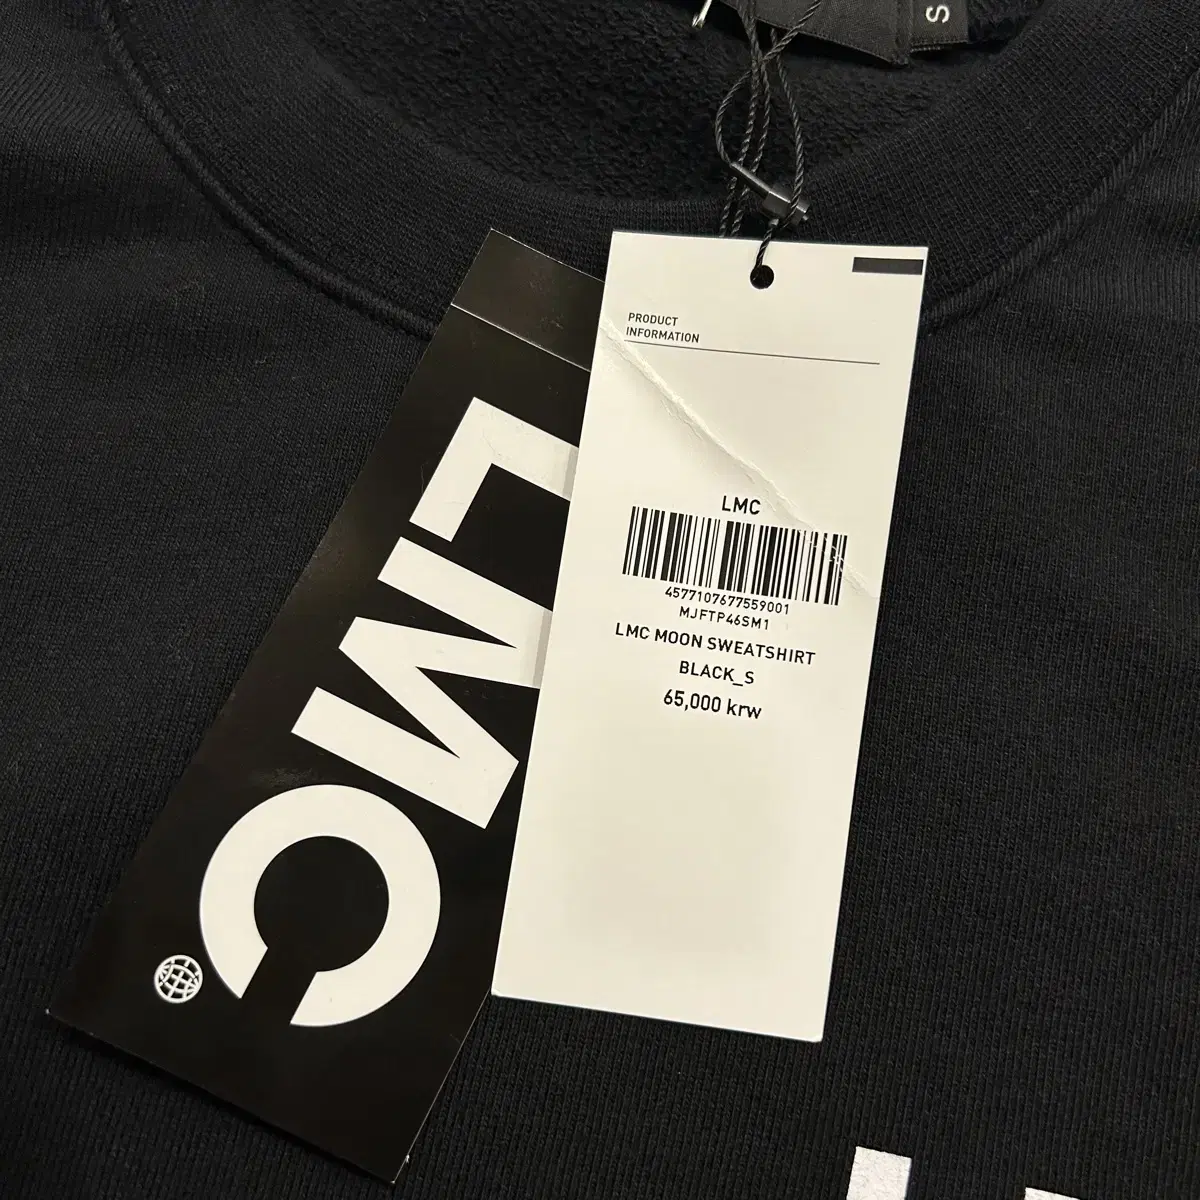 S
PRODUCT
INFORMATION
LMC
LMC
4577107677559001
MJFTP46SM1
LMC MOON SWEATSHIRT
BLACK_S
65,000 krw